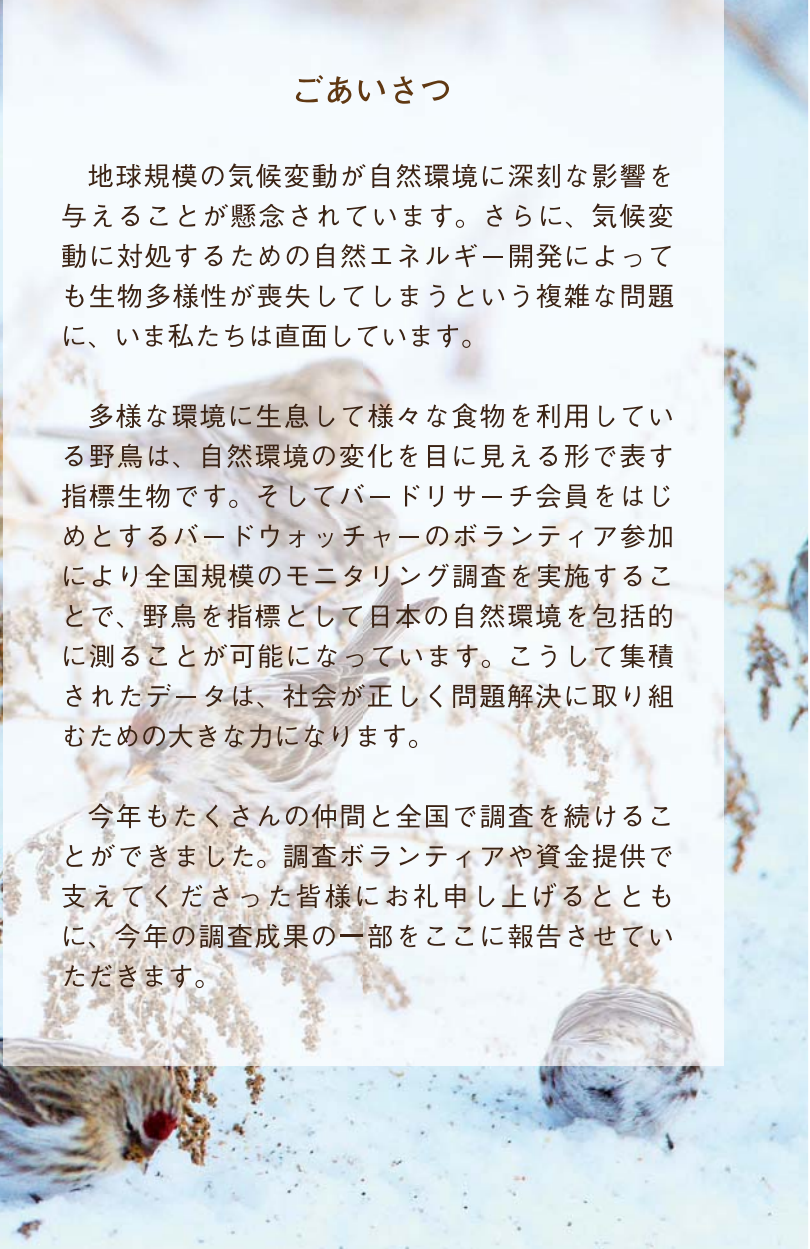 ごあいさつ
地球規模の気候変動が自然環境に深刻な影響を
与えることが懸念されています。さらに、気候変
動に対処するための自然エネルギー開発によって
も生物多様性が喪失してしまうという複雑な問題
に、いま私たちは直面しています。
多様な環境に生息して様々な食物を利用してい
る野鳥は、自然環境の変化を目に見える形で表す
指標生物です。そしてバードリサーチ会員をはじ
めとするバードウォッチャーのボランティア参加
により全国規模のモニタリング調査を実施するこ
とで、野鳥を指標として日本の自然環境を包括的
に測ることが可能になっています。こうして集積
されたデータは、社会が正しく問題解決に取り組
むための大きな力になります。
今年もたくさんの仲間と全国で調査を続けるこ
とができました。調査ボランティアや資金提供で
支えてくださった皆様にお礼申し上げるととも
に、今年の調査成果の一部をここに報告させてい
ただきます。